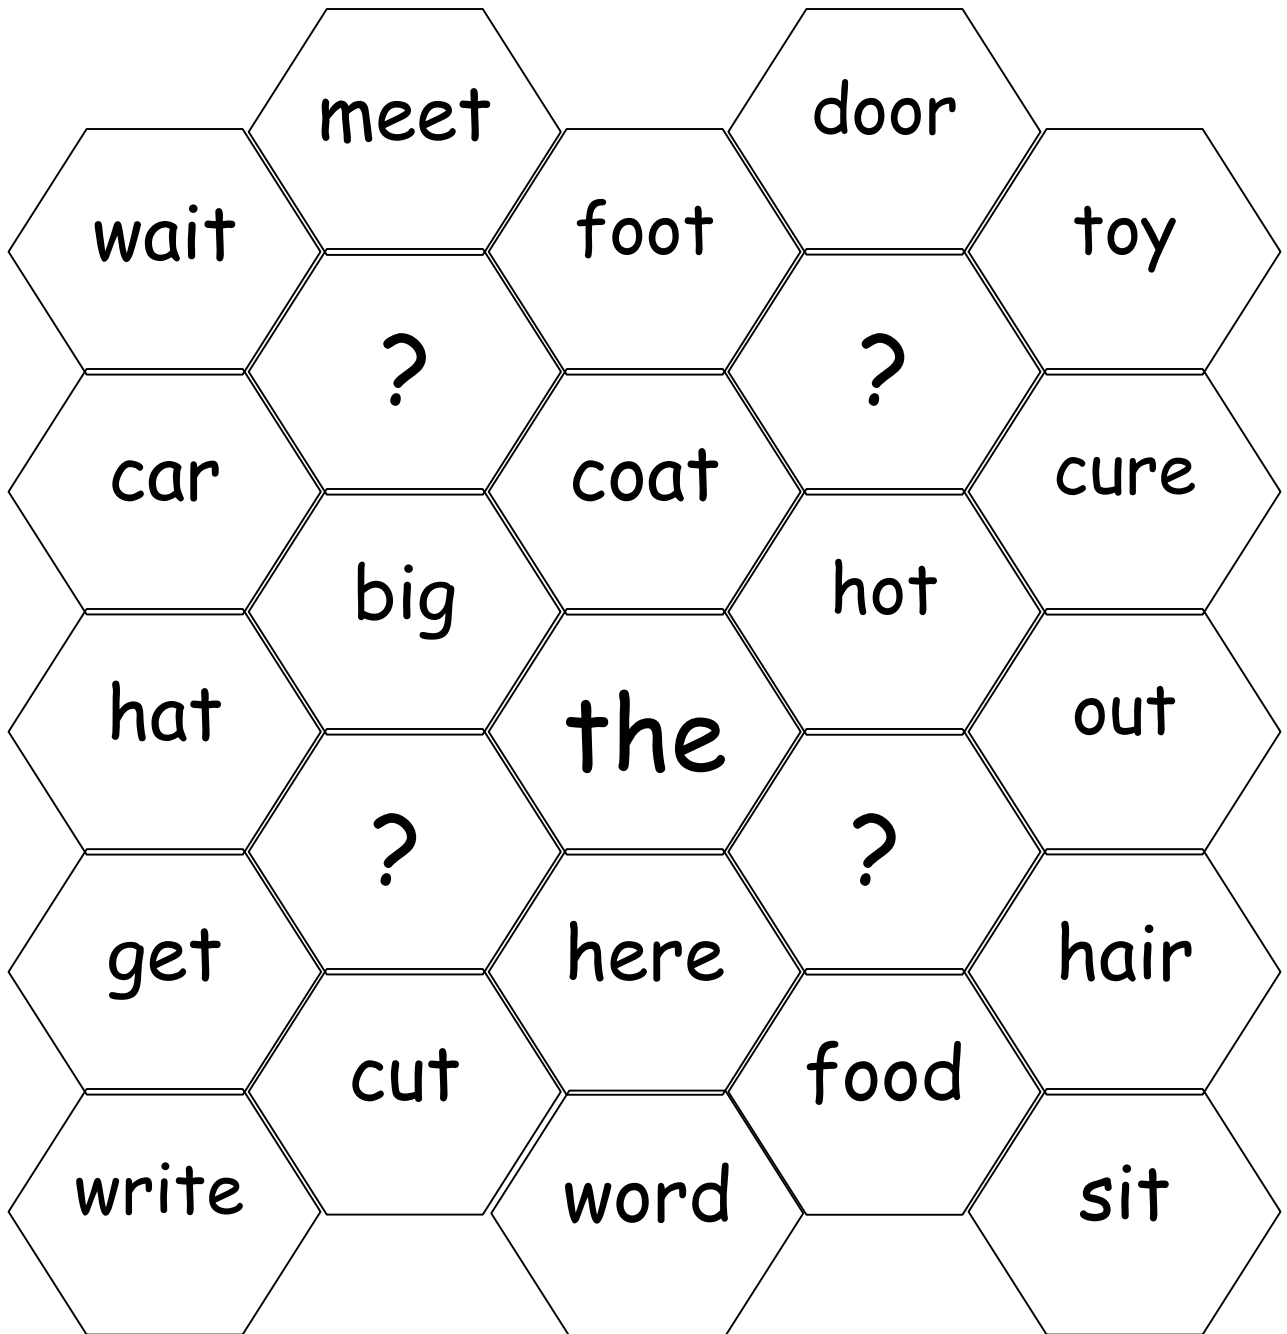 meet
door
wait
foot
toy
?
?
car
coat
cure
big
hot
hat
the
out
?
?
get
here
hair
cut
food
write
word
sit